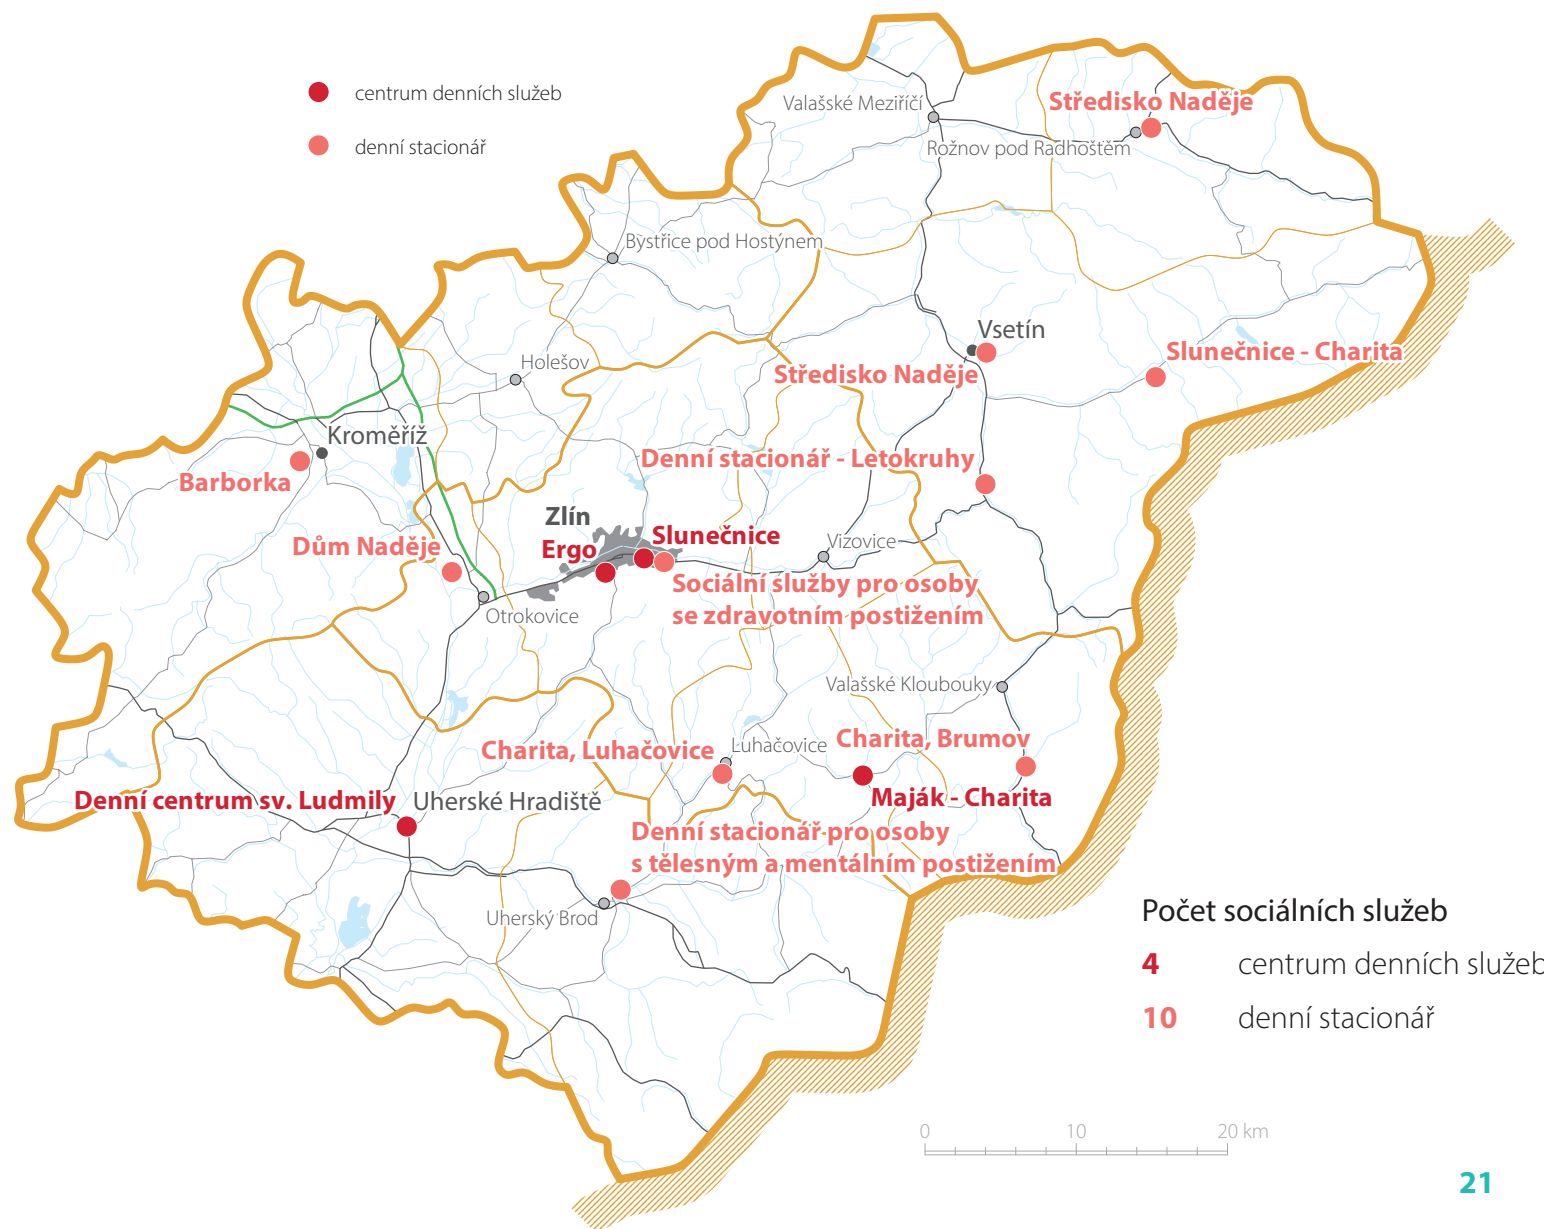 centrum denních služeb
denní stacionář
Valašské Meziříčí
Středisko Naděje
Rožnov pod Radhoštěm
Bystřice pod Hostýnem
Vsetín
Slunečnice - Charita
Středisko Naděje
Holešov
Kroměříž
Barborka
Denní stacionář - Letokruhy
Zlín
Ergo
Slunečnice
Vizovice
Dům Naděje
Sociální služby pro osoby
se zdravotním postižením
Otrokovice
Valašské Klobouky
Charita, Luhačovice
Luhačovice
Charita, Brumov
Maják - Charita
Denní centrum sv. Ludmily
Uherské Hradiště
Denní stacionář pro osoby
s tělesným a mentálním postižením
Uherský Brod
Počet sociálních služeb
4 centrum denních služeb
10 denní stacionář
0 10 20 km
21